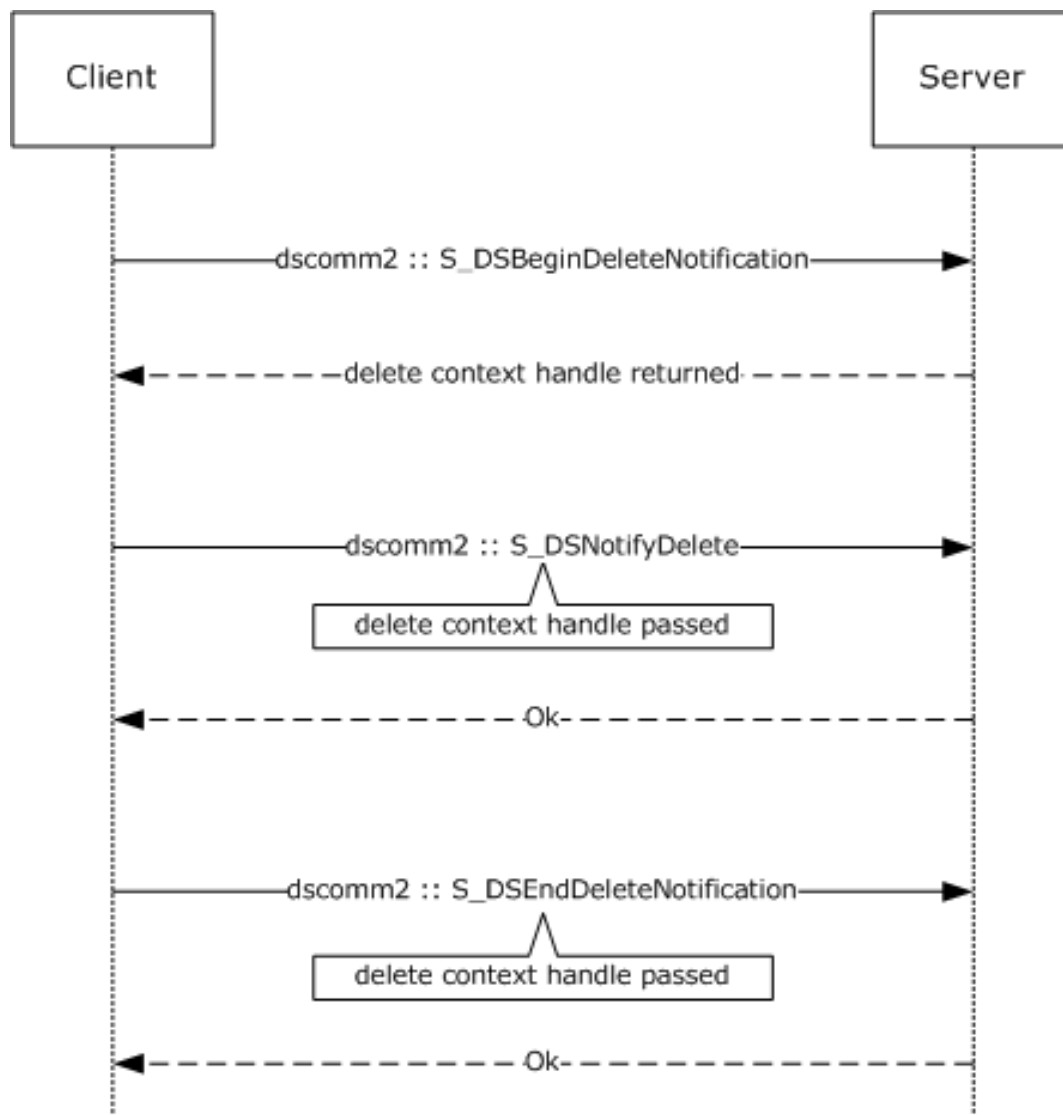 Client
Server
dscomm2 :: S_DSBeginDeleteNotification
delete context handle returned
dscomm2 :: S_DSNotifyDelete
delete context handle passed
Ok
dscomm2 :: S_DSEndDeleteNotification
delete context handle passed
Ok